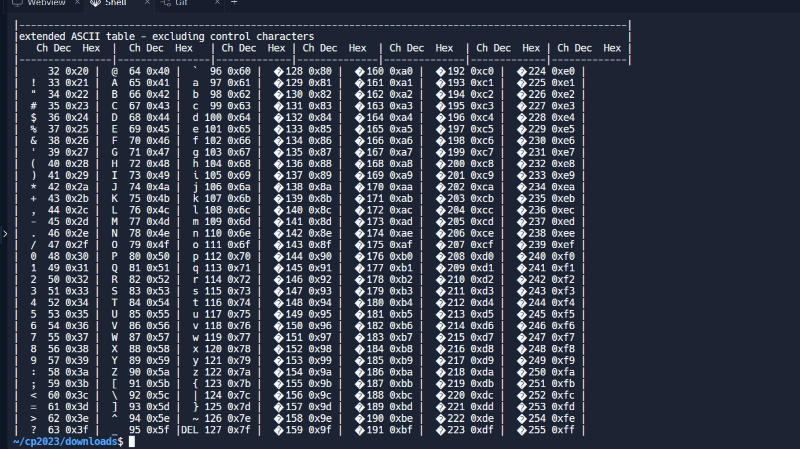 Webview Shell Git
|---------------------------------------------------------------------------------------------------|
|extended ASCII table - excluding control characters |
| Ch Dec Hex | Ch Dec Hex | Ch Dec Hex | Ch Dec Hex | Ch Dec Hex | Ch Dec Hex | Ch Dec Hex |
|---------------|-------------|-------------|-------------|-------------|-------------|-------------|
| 32 0x20 | @ 64 0x40 | ` 96 0x60 | �128 0x80 | �160 0xa0 | �192 0xc0 | �224 0xe0 |
| ! 33 0x21 | A 65 0x41 | a 97 0x61 | �129 0x81 | �161 0xa1 | �193 0xc1 | �225 0xe1 |
| " 34 0x22 | B 66 0x42 | b 98 0x62 | �130 0x82 | �162 0xa2 | �194 0xc2 | �226 0xe2 |
| # 35 0x23 | C 67 0x43 | c 99 0x63 | �131 0x83 | �163 0xa3 | �195 0xc3 | �227 0xe3 |
| $ 36 0x24 | D 68 0x44 | d 100 0x64 | �132 0x84 | �164 0xa4 | �196 0xc4 | �228 0xe4 |
| % 37 0x25 | E 69 0x45 | e 101 0x65 | �133 0x85 | �165 0xa5 | �197 0xc5 | �229 0xe5 |
| & 38 0x26 | F 70 0x46 | f 102 0x66 | �134 0x86 | �166 0xa6 | �198 0xc6 | �230 0xe6 |
| ' 39 0x27 | G 71 0x47 | g 103 0x67 | �135 0x87 | �167 0xa7 | �199 0xc7 | �231 0xe7 |
| ( 40 0x28 | H 72 0x48 | h 104 0x68 | �136 0x88 | �168 0xa8 | �200 0xc8 | �232 0xe8 |
| ) 41 0x29 | I 73 0x49 | i 105 0x69 | �137 0x89 | �169 0xa9 | �201 0xc9 | �233 0xe9 |
| * 42 0x2a | J 74 0x4a | j 106 0x6a | �138 0x8a | �170 0xaa | �202 0xca | �234 0xea |
| + 43 0x2b | K 75 0x4b | k 107 0x6b | �139 0x8b | �171 0xab | �203 0xcb | �235 0xeb |
| , 44 0x2c | L 76 0x4c | l 108 0x6c | �140 0x8c | �172 0xac | �204 0xcc | �236 0xec |
| - 45 0x2d | M 77 0x4d | m 109 0x6d | �141 0x8d | �173 0xad | �205 0xcd | �237 0xed |
| . 46 0x2e | N 78 0x4e | n 110 0x6e | �142 0x8e | �174 0xae | �206 0xce | �238 0xee |
| / 47 0x2f | O 79 0x4f | o 111 0x6f | �143 0x8f | �175 0xaf | �207 0xcf | �239 0xef |
| 0 48 0x30 | P 80 0x50 | p 112 0x70 | �144 0x90 | �176 0xb0 | �208 0xd0 | �240 0xf0 |
| 1 49 0x31 | Q 81 0x51 | q 113 0x71 | �145 0x91 | �177 0xb1 | �209 0xd1 | �241 0xf1 |
| 2 50 0x32 | R 82 0x52 | r 114 0x72 | �146 0x92 | �178 0xb2 | �210 0xd2 | �242 0xf2 |
| 3 51 0x33 | S 83 0x53 | s 115 0x73 | �147 0x93 | �179 0xb3 | �211 0xd3 | �243 0xf3 |
| 4 52 0x34 | T 84 0x54 | t 116 0x74 | �148 0x94 | �180 0xb4 | �212 0xd4 | �244 0xf4 |
| 5 53 0x35 | U 85 0x55 | u 117 0x75 | �149 0x95 | �181 0xb5 | �213 0xd5 | �245 0xf5 |
| 6 54 0x36 | V 86 0x56 | v 118 0x76 | �150 0x96 | �182 0xb6 | �214 0xd6 | �246 0xf6 |
| 7 55 0x37 | W 87 0x57 | w 119 0x77 | �151 0x97 | �183 0xb7 | �215 0xd7 | �247 0xf7 |
| 8 56 0x38 | X 88 0x58 | x 120 0x78 | �152 0x98 | �184 0xb8 | �216 0xd8 | �248 0xf8 |
| 9 57 0x39 | Y 89 0x59 | y 121 0x79 | �153 0x99 | �185 0xb9 | �217 0xd9 | �249 0xf9 |
| : 58 0x3a | Z 90 0x5a | z 122 0x7a | �154 0x9a | �186 0xba | �218 0xda | �250 0xfa |
| ; 59 0x3b | [ 91 0x5b | { 123 0x7b | �155 0x9b | �187 0xbb | �219 0xdb | �251 0xfb |
| < 60 0x3c | \ 92 0x5c | | 124 0x7c | �156 0x9c | �188 0xbc | �220 0xdc | �252 0xfc |
| = 61 0x3d | ] 93 0x5d | } 125 0x7d | �157 0x9d | �189 0xbd | �221 0xdd | �253 0xfd |
| > 62 0x3e | ^ 94 0x5e | ~ 126 0x7e | �158 0x9e | �190 0xbe | �222 0xde | �254 0xfe |
| ? 63 0x3f | _ 95 0x5f |DEL 127 0x7f | �159 0x9f | �191 0xbf | �223 0xdf | �255 0xff |
~/cp2023/downloads$